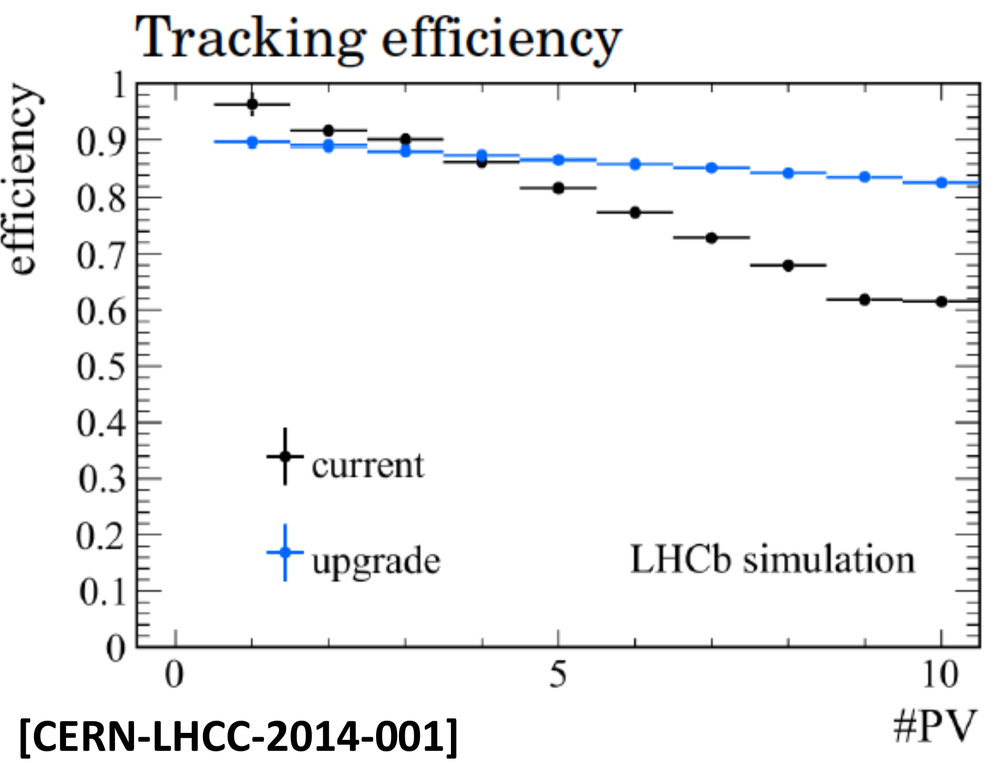 Tracking efficiency
efficiency
1
0.9
0.8
0.7
0.6
0.5
0.4
0.3
0.2
0.1
0
current
upgrade
LHCb simulation
0 5 10
#PV
[CERN-LHCC-2014-001]